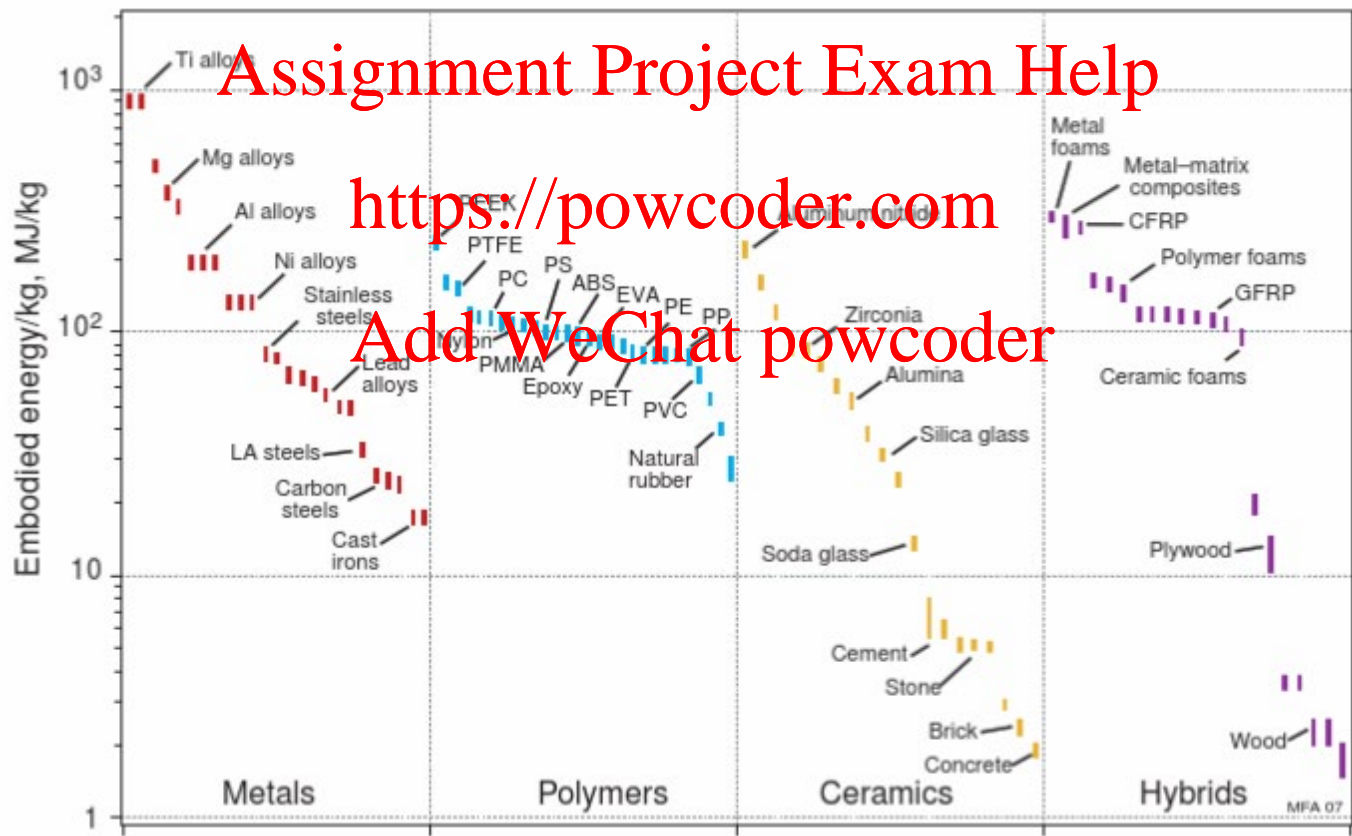 Assignment Project Exam Help
https://powcoder.com
Add WeChat powcoder
Embodied energy/kg, MJ/kg
10³
10²
10
1
Ti alloys
Mg alloys
Al alloys
Ni alloys
Stainless
steels
Lead
alloys
LA steels
Carbon
steels
Cast
irons
Metals
PEEK
PTFE
PC
PS
ABS
EVA
PE
PP
Nylon
PMMA
Epoxy
PET
PVC
Natural
rubber
Polymers
Aluminum nitride
Zirconia
Alumina
Silica glass
Soda glass
Cement
Stone
Brick
Concrete
Ceramics
Metal
foams
Metal–matrix
composites
CFRP
Polymer foams
GFRP
Ceramic foams
Plywood
Wood
Hybrids
MFA 07